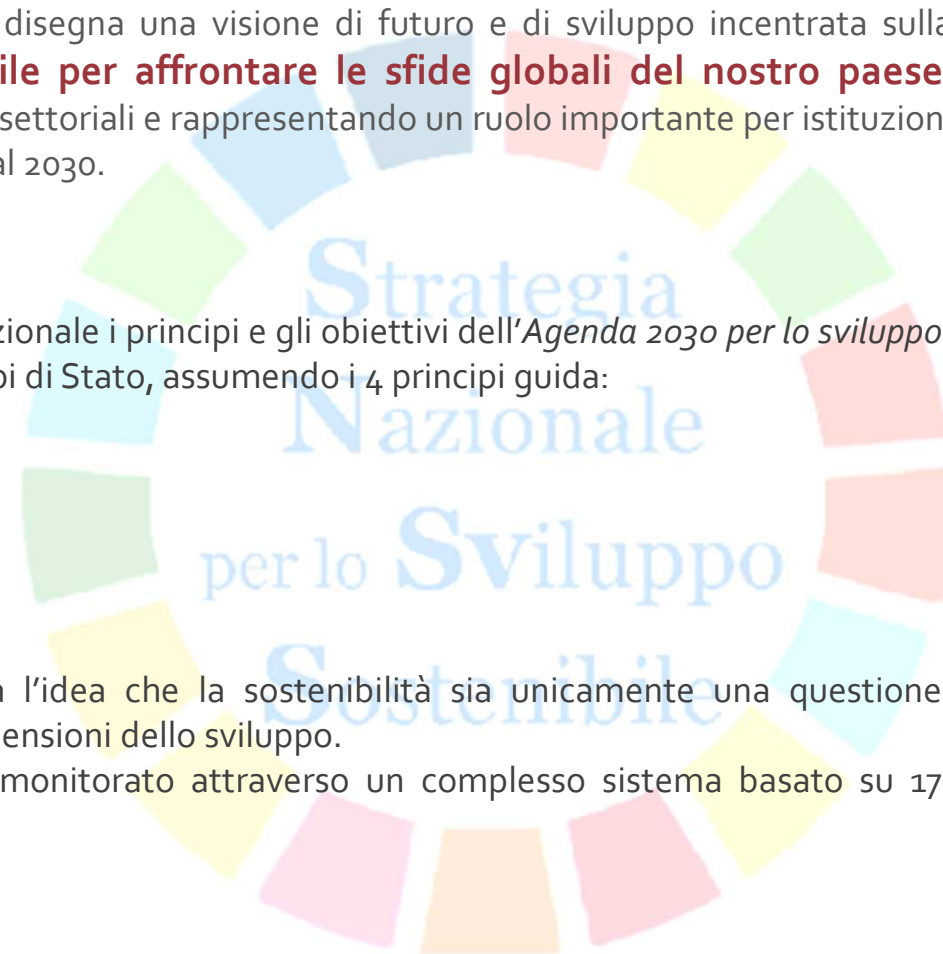 disegna una visione di futuro e di sviluppo incentrata sulla
ile per affrontare le sfide globali del nostro paese
settoriali e rappresentando un ruolo importante per istituzion
al 2030.
Strategia
zionale i principi e gli obiettivi dell'Agenda 2030 per lo sviluppo
pi di Stato, assumendo i 4 principi guida:
Nazionale
per lo Sviluppo
a l'idea che la sostenibilità sia unicamente una questione
Sostenibile
ensioni dello sviluppo.
monitorato attraverso un complesso sistema basato su 17